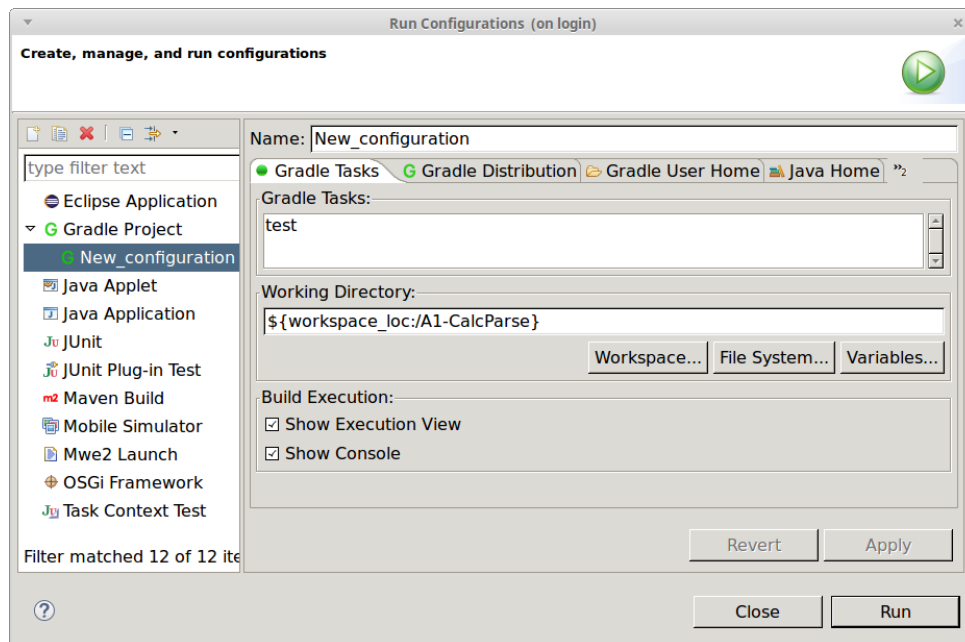 Run Configurations (on login)
Create, manage, and run configurations
type filter text
Eclipse Application
G Gradle Project
G New_configuration
Java Applet
Java Application
Ju JUnit
Jü JUnit Plug-in Test
m2 Maven Build
Mobile Simulator
Mwe2 Launch
OSGi Framework
Ju Task Context Test
Filter matched 12 of 12 ite
Name: New_configuration
Gradle Tasks G Gradle Distribution Gradle User Home Java Home »2
Gradle Tasks:
test
Working Directory:
${workspace_loc:/A1-CalcParse}
Workspace... File System... Variables...
Build Execution:
Show Execution View
Show Console
Revert Apply
? Close Run